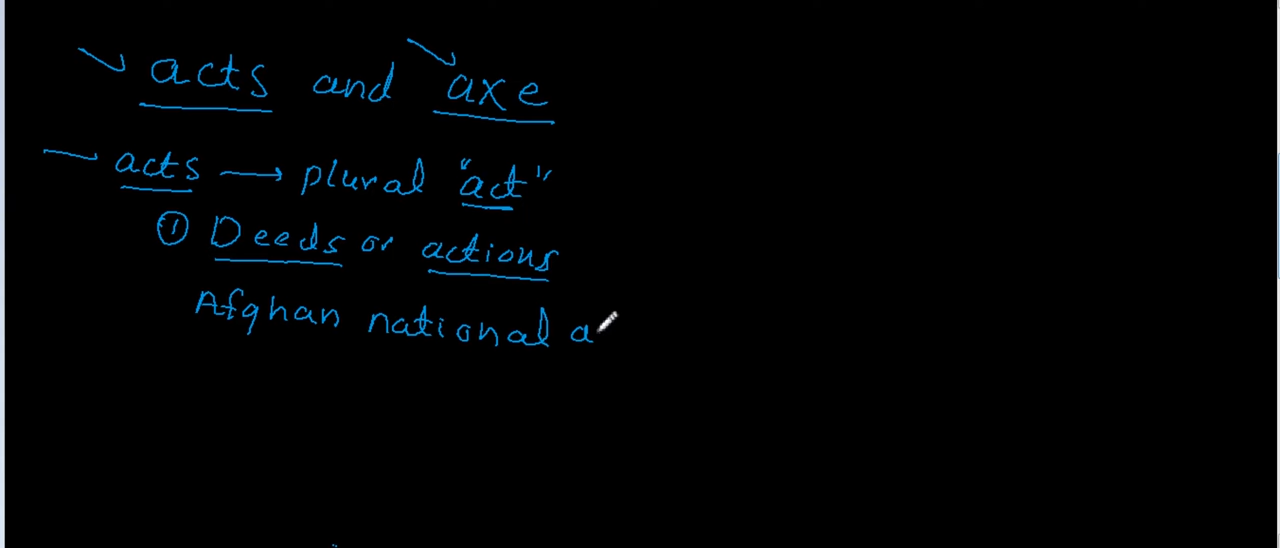 acts and axe
acts → plural "act"
① Deeds or actions
Afghan national a